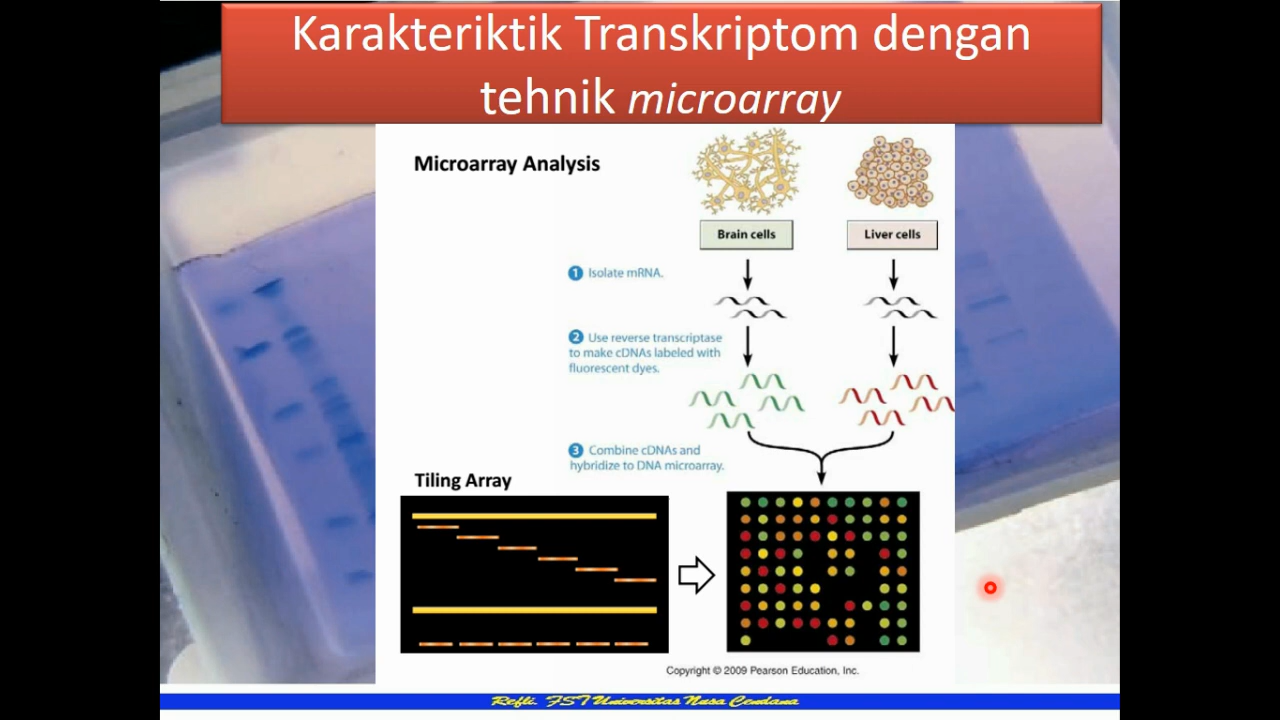 Karakteriktik Transkriptom dengan
tehnik microarray
Microarray Analysis
Brain cells
Liver cells
1 Isolate mRNA.
2 Use reverse transcriptase
to make cDNAs labeled with
fluorescent dyes.
3 Combine cDNAs and
hybridize to DNA microarray.
Tiling Array
Copyright © 2009 Pearson Education, Inc.
Refli. FST Universitas Nusa Cendana